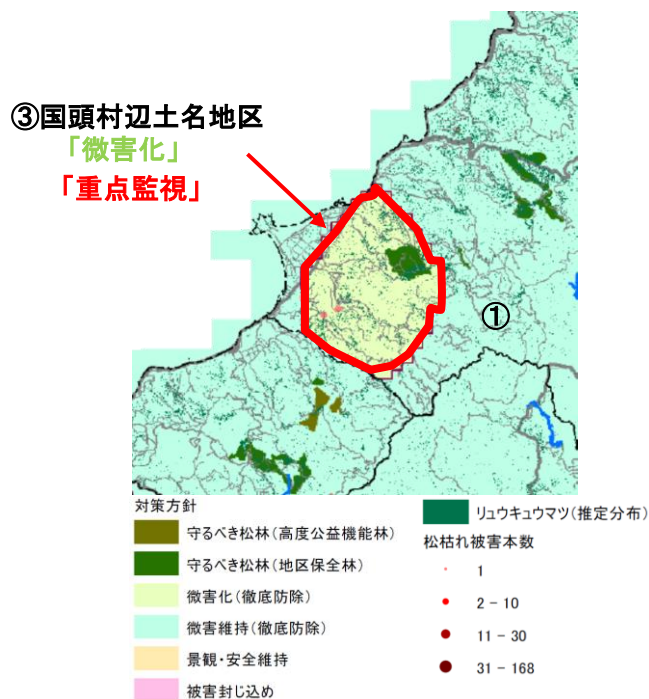 ③国頭村辺土名地区
「微害化」
「重点監視」
①
対策方針
守るべき松林(高度公益機能林)
守るべき松林(地区保全林)
微害化(徹底防除)
微害維持(徹底防除)
景観・安全維持
被害封じ込め
リュウキュウマツ(推定分布)
松枯れ被害本数
1
2 - 10
11 - 30
31 - 168